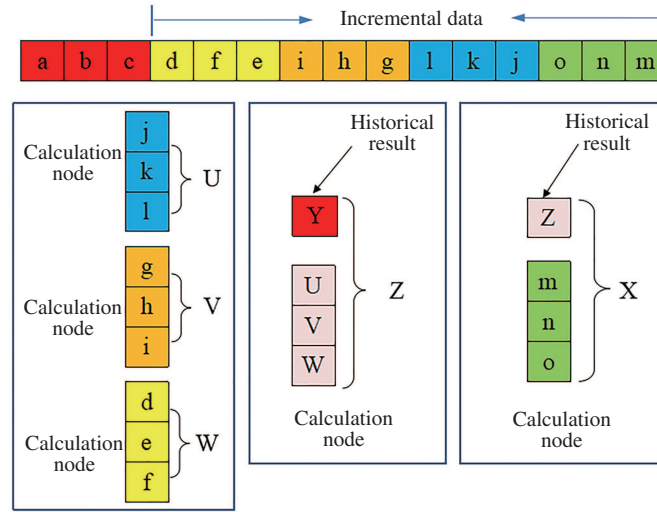 Incremental data
a b c d f e i h g l k j o n m
Calculation
node
j
k
l
U
Calculation
node
g
h
i
V
Calculation
node
d
e
f
W
Historical
result
Y
U
V
W
Z
Calculation
node
Historical
result
Z
m
n
o
X
Calculation
node